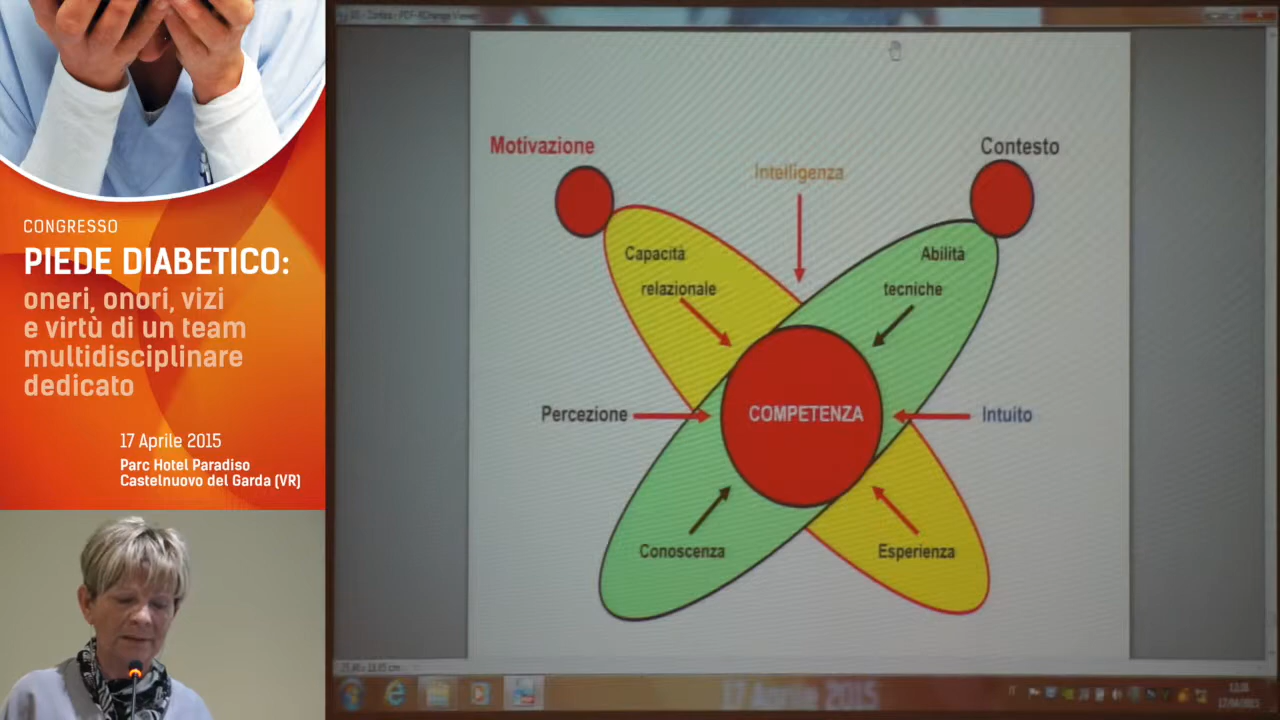 CONGRESSO
PIEDE DIABETICO:
oneri, onori, vizi
e virtù di un team
multidisciplinare
dedicato
17 Aprile 2015
Parc Hotel Paradiso
Castelnuovo del Garda (VR)
Motivazione
Contesto
Intelligenza
Capacità
relazionale
Abilità
tecniche
Percezione
COMPETENZA
Intuito
Conoscenza
Esperienza
17 Aprile 2015
IT